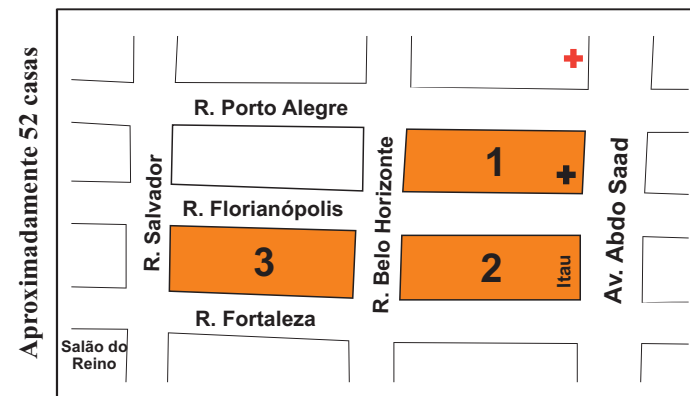 Aproximadamente 52 casas
R. Porto Alegre
1
R. Salvador
R. Belo Horizonte
Av. Abdo Saad
R. Florianópolis
3
2
Itau
R. Fortaleza
Salão do
Reino